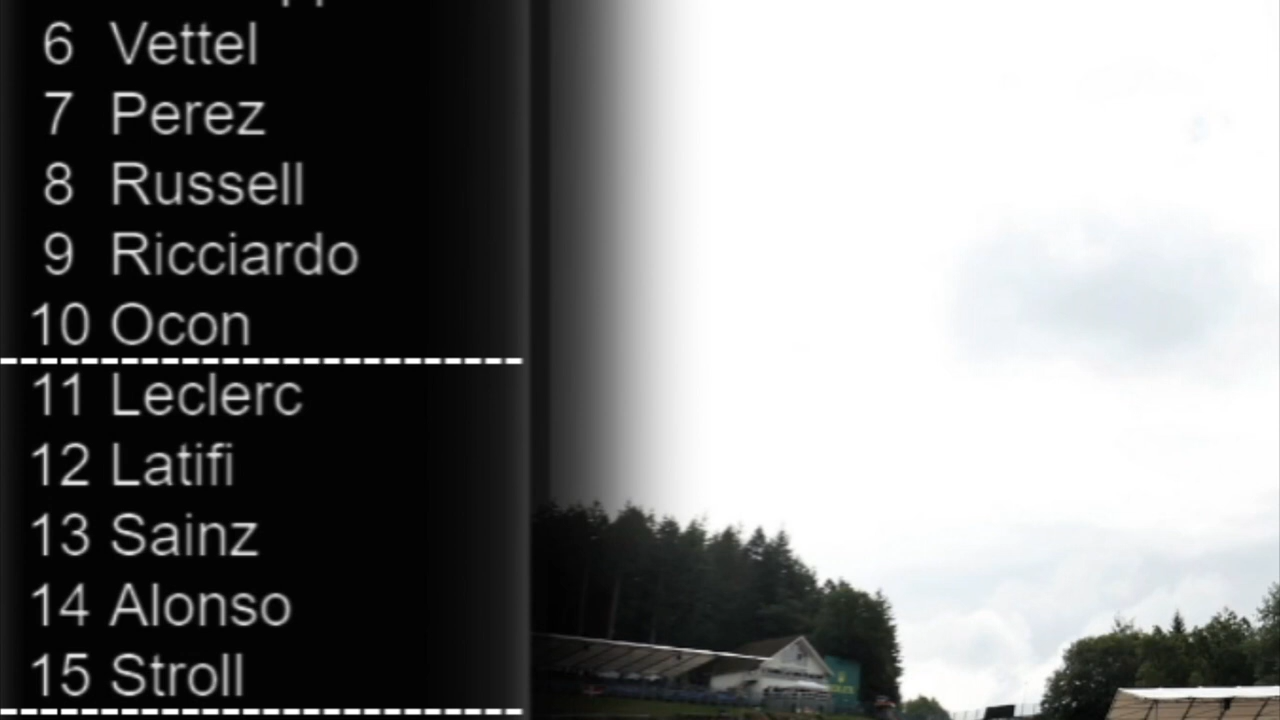 6 Vettel
7 Perez
8 Russell
9 Ricciardo
10 Ocon
11 Leclerc
12 Latifi
13 Sainz
14 Alonso
15 Stroll
ROLEX